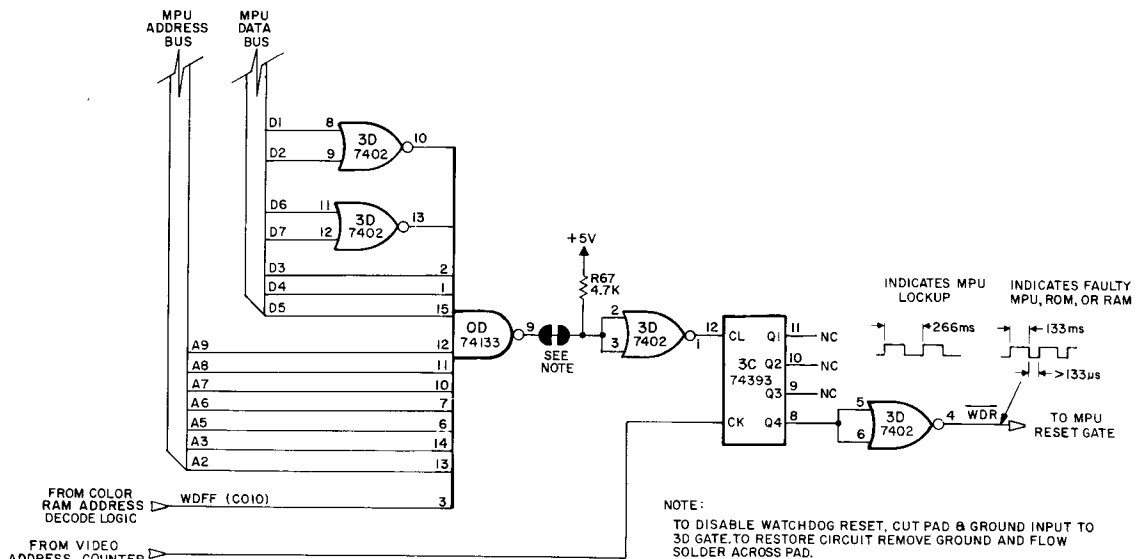 MPU
ADDRESS
BUS
MPU
DATA
BUS
D1
8
D2
9
3D
7402
10
D6
11
D7
12
3D
7402
13
D3
2
D4
1
D5
15
OD
74133
9
SEE
NOTE
+5V
R67
4.7K
2
3
3D
7402
1
12
CL
CK
3C
74393
Q1
11
NC
Q2
10
NC
Q3
9
NC
Q4
8
5
6
3D
7402
4
WDR
TO MPU
RESET GATE
INDICATES MPU
LOCKUP
266ms
INDICATES FAULTY
MPU, ROM, OR RAM
133ms
>133µs
A9
12
A8
11
A7
10
A6
7
A5
6
A3
14
A2
13
FROM COLOR
RAM ADDRESS
DECODE LOGIC
WDFF (CO10)
3
FROM VIDEO
ADDRESS COUNTER
NOTE:
TO DISABLE WATCHDOG RESET, CUT PAD & GROUND INPUT TO
3D GATE. TO RESTORE CIRCUIT REMOVE GROUND AND FLOW
SOLDER ACROSS PAD.